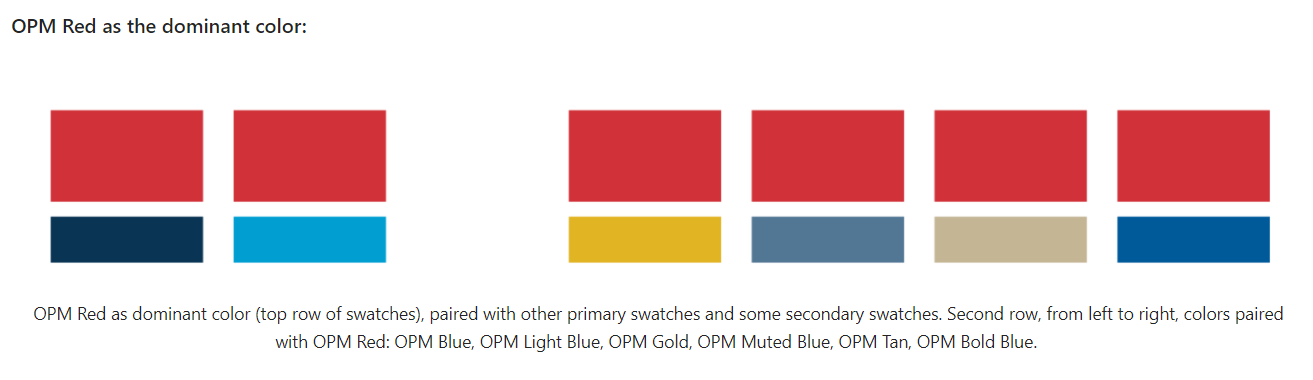 OPM Red as the dominant color:
OPM Red as dominant color (top row of swatches), paired with other primary swatches and some secondary swatches. Second row, from left to right, colors paired
with OPM Red: OPM Blue, OPM Light Blue, OPM Gold, OPM Muted Blue, OPM Tan, OPM Bold Blue.